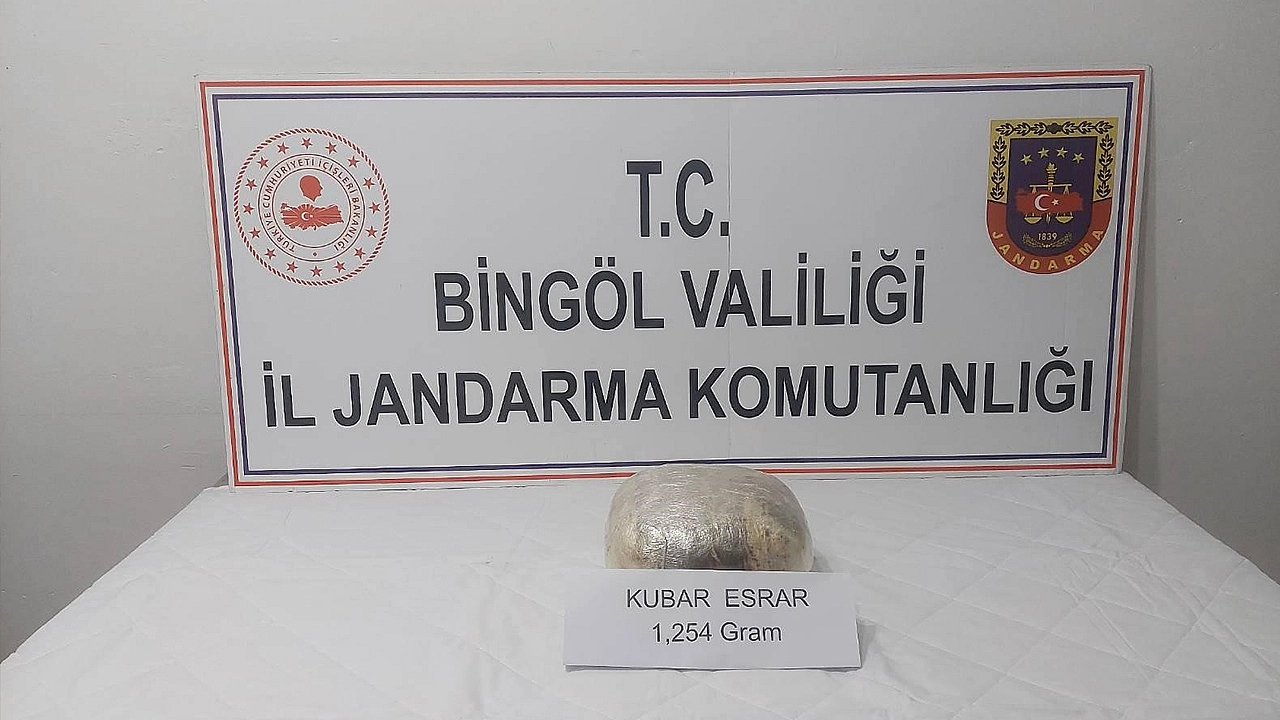 TÜRKİYE CUMHURİYETİ İÇİŞLERİ BAKANLIĞI
T.C.
BİNGÖL VALİLİĞİ
İL JANDARMA KOMUTANLIĞI
1839
JANDARMA
KUBAR ESRAR
1,254 Gram